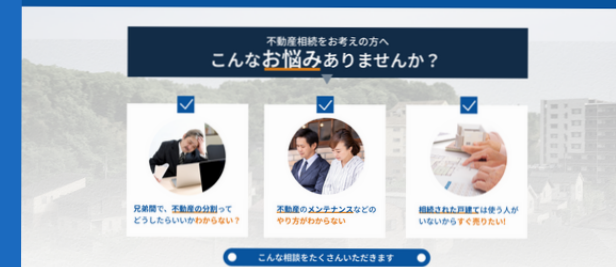 不動産相続をお考えの方へ
こんなお悩みありませんか？
兄弟間で、不動産の分割って
どうしたらいいかわからない？
不動産のメンテナンスなどの
やり方がわからない
相続された戸建ては使う人が
いないからすぐ売りたい!
こんな相談をたくさんいただきます